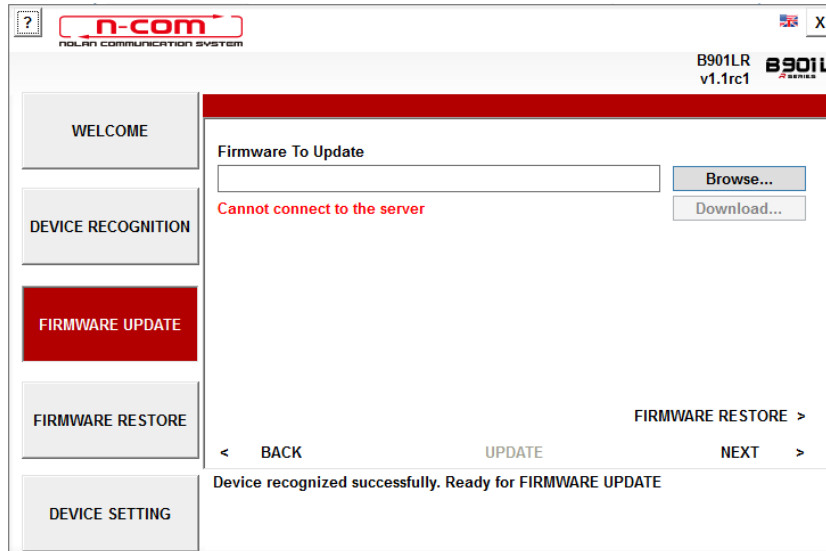 ?
n-com
NOLAN COMMUNICATION SYSTEM
X
B901LR
v1.1rc1
B901L
R SERIES
WELCOME
Firmware To Update
Browse...
Cannot connect to the server
Download...
DEVICE RECOGNITION
FIRMWARE UPDATE
FIRMWARE RESTORE
FIRMWARE RESTORE >
< BACK UPDATE NEXT >
Device recognized successfully. Ready for FIRMWARE UPDATE
DEVICE SETTING